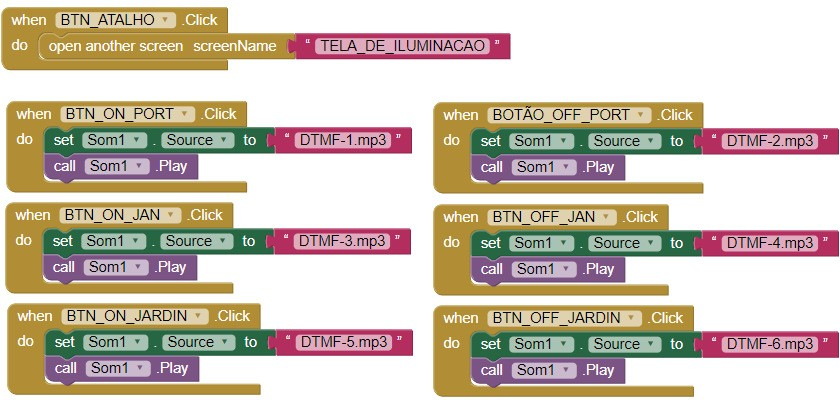 when BTN_ATALHO .Click
do open another screen screenName " TELA_DE_ILUMINACAO "
when BTN_ON_PORT .Click
do set Som1 . Source to " DTMF-1.mp3 "
call Som1 .Play
when BOTÃO_OFF_PORT .Click
do set Som1 . Source to " DTMF-2.mp3 "
call Som1 .Play
when BTN_ON_JAN .Click
do set Som1 . Source to " DTMF-3.mp3 "
call Som1 .Play
when BTN_OFF_JAN .Click
do set Som1 . Source to " DTMF-4.mp3 "
call Som1 .Play
when BTN_ON_JARDIN .Click
do set Som1 . Source to " DTMF-5.mp3 "
call Som1 .Play
when BTN_OFF_JARDIN .Click
do set Som1 . Source to " DTMF-6.mp3 "
call Som1 .Play